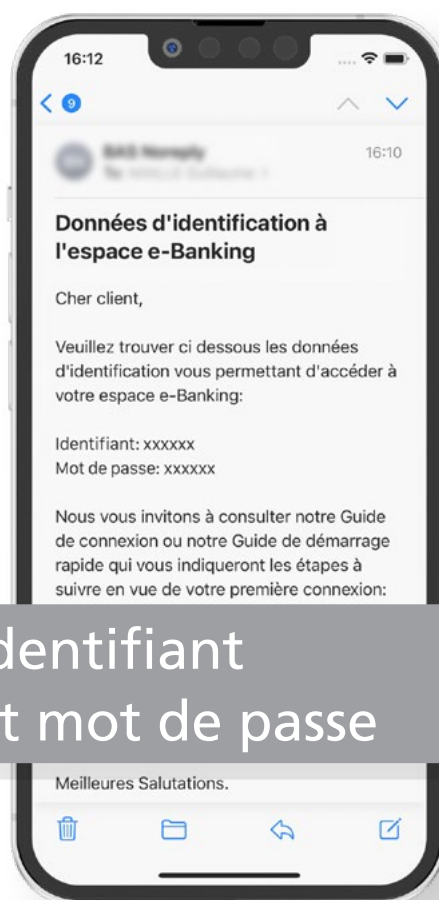 16:12
9
16:10
Données d'identification à
l'espace e-Banking
Cher client,
Veuillez trouver ci dessous les données
d'identification vous permettant d'accéder à
votre espace e-Banking:
Identifiant: xxxxxx
Mot de passe: xxxxxx
Nous vous invitons à consulter notre Guide
de connexion ou notre Guide de démarrage
rapide qui vous indiqueront les étapes à
suivre en vue de votre première connexion:
dentifiant
t mot de passe
Meilleures Salutations.